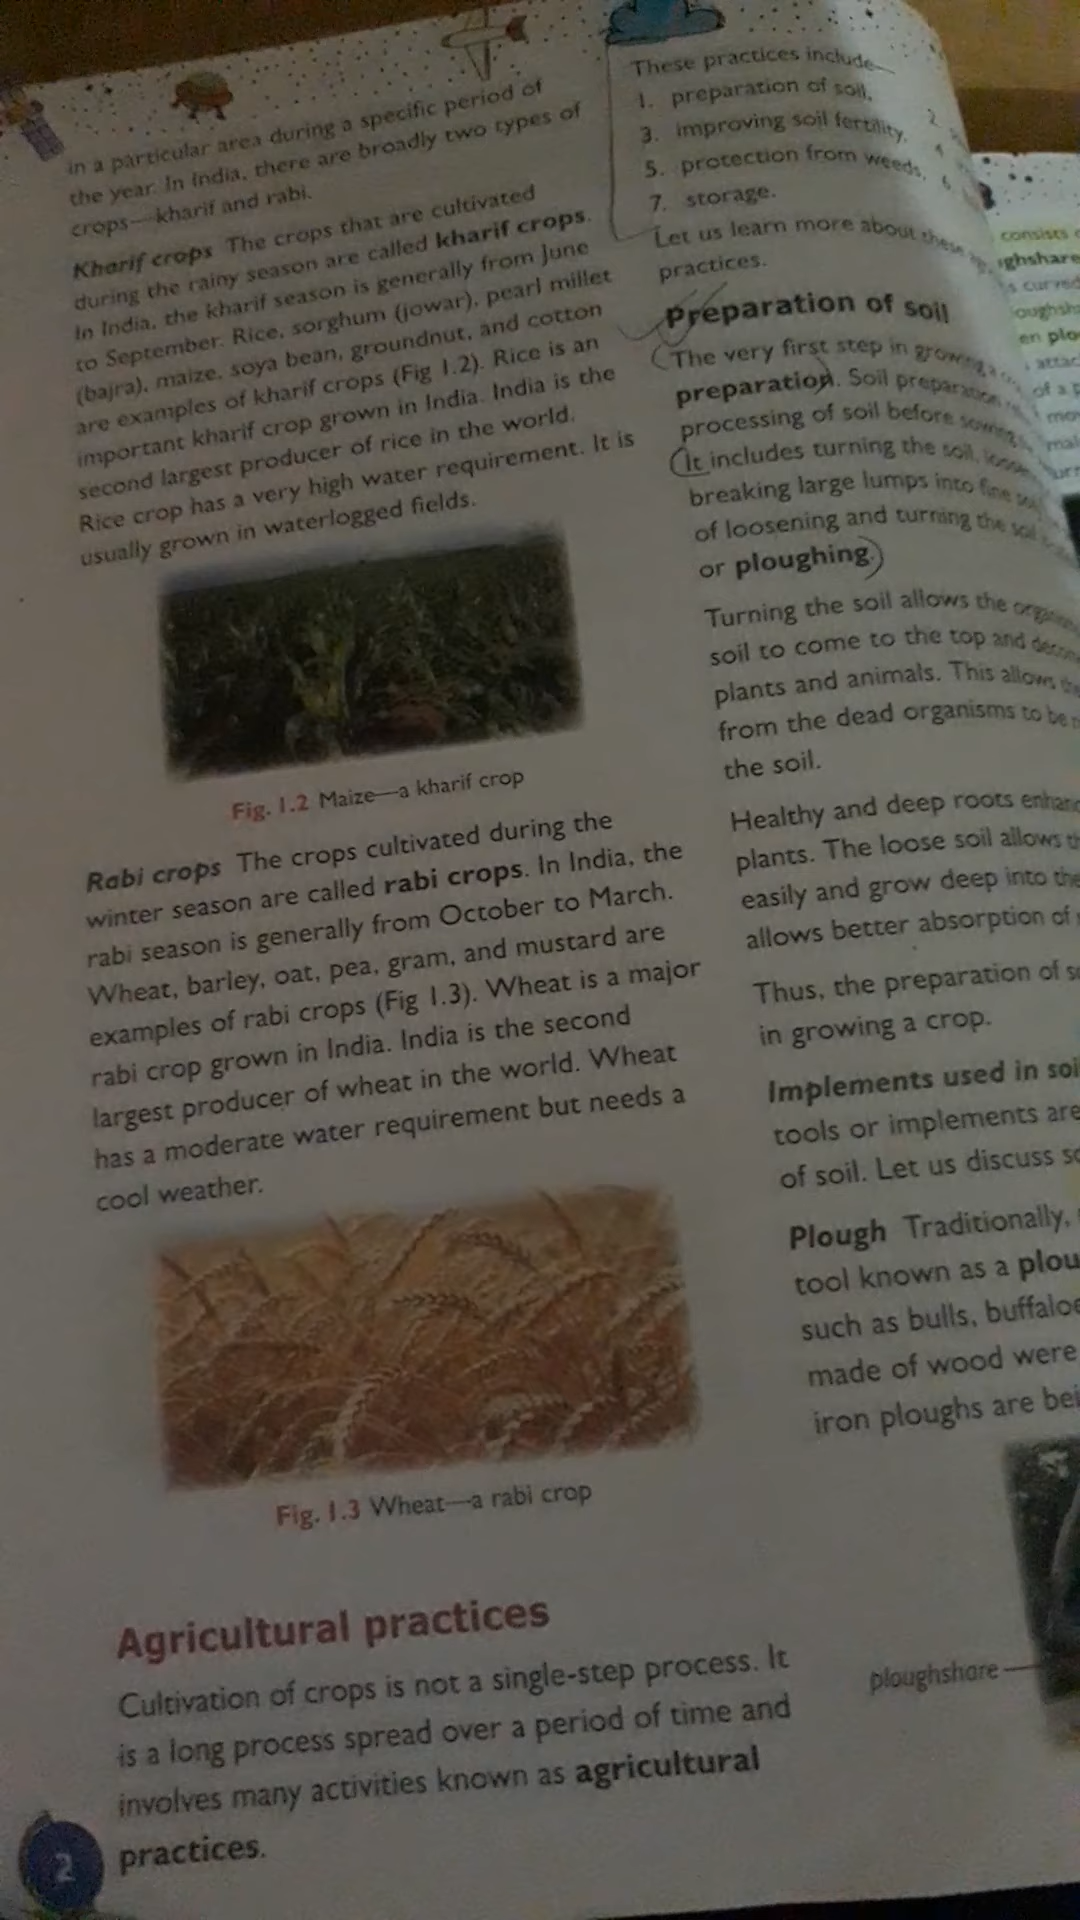 in a particular area during a specific period of
the year. In India, there are broadly two types of
crops—kharif and rabi.
Kharif crops The crops that are cultivated
during the rainy season are called kharif crops.
In India, the kharif season is generally from June
to September. Rice, sorghum (jowar), pearl millet
(bajra), maize, soya bean, groundnut, and cotton
are examples of kharif crops (Fig 1.2). Rice is an
important kharif crop grown in India. India is the
second largest producer of rice in the world.
Rice crop has a very high water requirement. It is
usually grown in waterlogged fields.
Fig. 1.2 Maize—a kharif crop
Rabi crops The crops cultivated during the
winter season are called rabi crops. In India, the
rabi season is generally from October to March.
Wheat, barley, oat, pea, gram, and mustard are
examples of rabi crops (Fig 1.3). Wheat is a major
rabi crop grown in India. India is the second
largest producer of wheat in the world. Wheat
has a moderate water requirement but needs a
cool weather.
Fig. 1.3 Wheat—a rabi crop
Agricultural practices
Cultivation of crops is not a single-step process. It
is a long process spread over a period of time and
involves many activities known as agricultural
practices.
2
These practices include—
1. preparation of soil, 2.
3. improving soil fertility, 4.
5. protection from weeds, 6.
7. storage.
Let us learn more about these
practices.
Preparation of soil
The very first step in growing a
preparation. Soil preparation
processing of soil before sowing
It includes turning the soil,
breaking large lumps into fine
of loosening and turning the soil
or ploughing.
Turning the soil allows the
soil to come to the top and
plants and animals. This allows
from the dead organisms to be
the soil.
Healthy and deep roots
plants. The loose soil allows
easily and grow deep into the
allows better absorption of
Thus, the preparation of
in growing a crop.
Implements used in
tools or implements are
of soil. Let us discuss
Plough Traditionally,
tool known as a
such as bulls,
made of wood were
iron ploughs are
ploughshare
consists
curved
en
of a